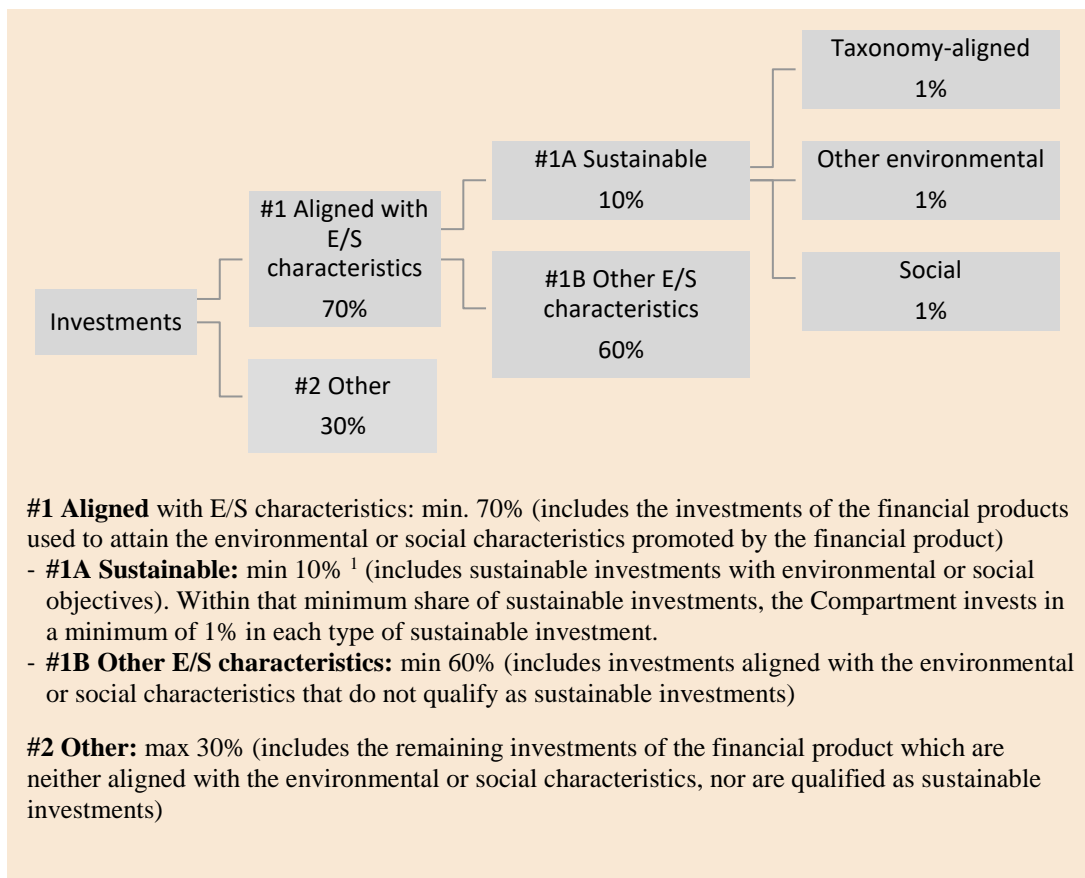 Investments
#1 Aligned with
E/S
characteristics
70%
#2 Other
30%
#1A Sustainable
10%
#1B Other E/S
characteristics
60%
Taxonomy-aligned
1%
Other environmental
1%
Social
1%
#1 Aligned with E/S characteristics: min. 70% (includes the investments of the financial products
used to attain the environmental or social characteristics promoted by the financial product)
- #1A Sustainable: min 10% ¹ (includes sustainable investments with environmental or social
objectives). Within that minimum share of sustainable investments, the Compartment invests in
a minimum of 1% in each type of sustainable investment.
- #1B Other E/S characteristics: min 60% (includes investments aligned with the environmental
or social characteristics that do not qualify as sustainable investments)
#2 Other: max 30% (includes the remaining investments of the financial product which are
neither aligned with the environmental or social characteristics, nor are qualified as sustainable
investments)